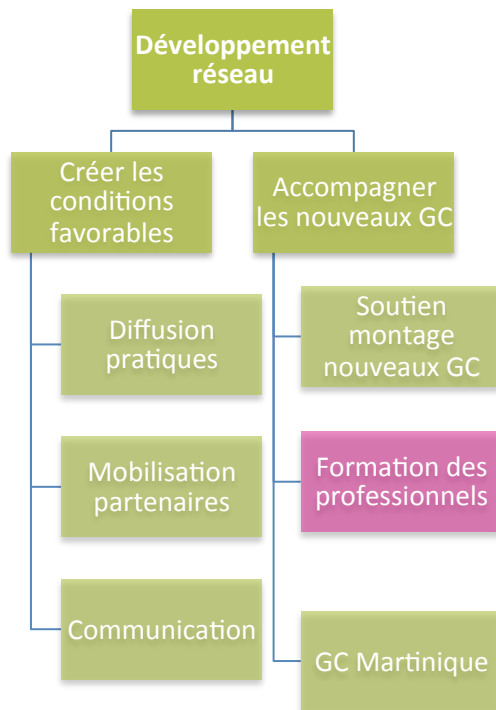 Développement
réseau
Créer les
conditions
favorables
Accompagner
les nouveaux GC
Diffusion
pratiques
Mobilisation
partenaires
Communication
Soutien
montage
nouveaux GC
Formation des
professionnels
GC Martinique